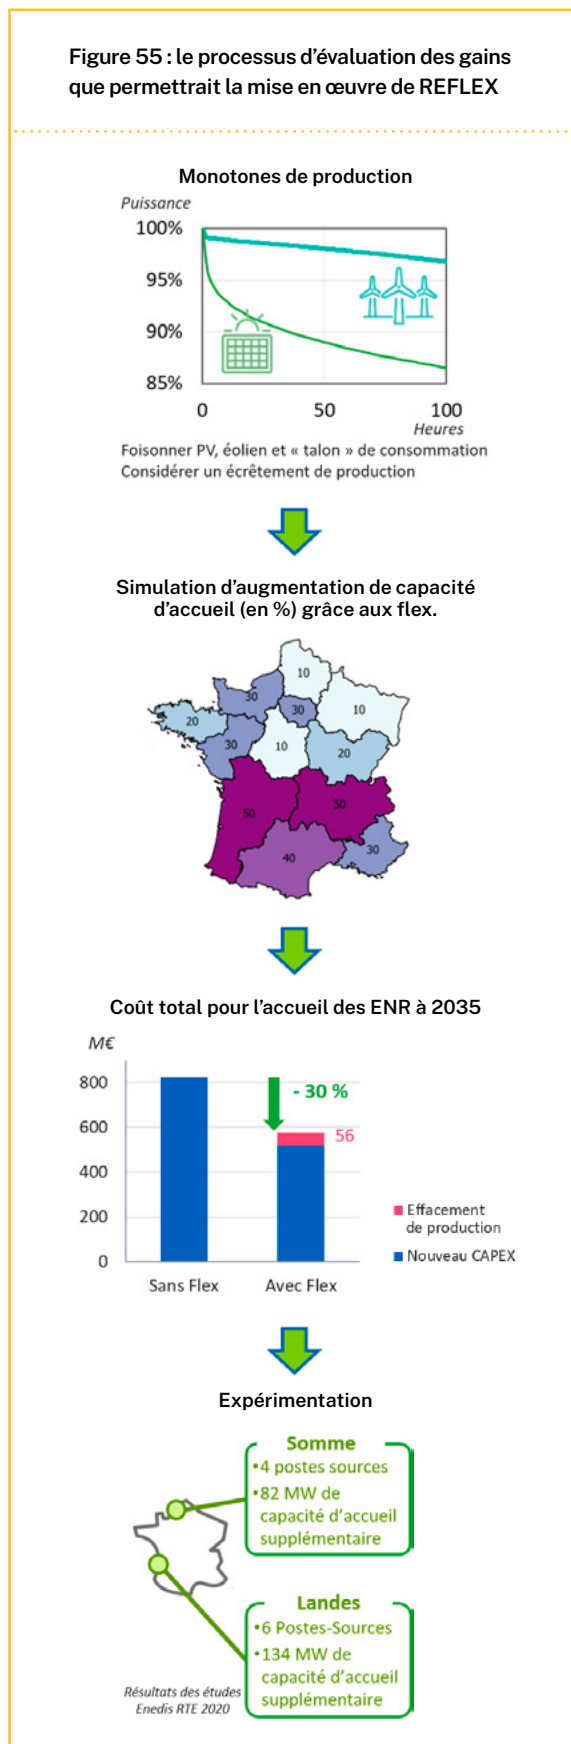 Figure 55 : le processus d’évaluation des gains
que permettrait la mise en œuvre de REFLEX
Monotones de production
Puissance
100%
95%
90%
85%
0
50
100
Heures
Foisonner PV, éolien et « talon » de consommation
Considérer un écrêtement de production
Simulation d’augmentation de capacité
d’accueil (en %) grâce aux flex.
10
30
30
10
20
30
10
20
50
50
40
30
Coût total pour l’accueil des ENR à 2035
M€
800
600
400
200
0
- 30 %
56
Effacement
de production
Nouveau CAPEX
Sans Flex
Avec Flex
Expérimentation
Somme
•4 postes sources
•82 MW de
capacité d’accueil
supplémentaire
Landes
•6 Postes-Sources
•134 MW de
capacité d’accueil
supplémentaire
Résultats des études
Enedis RTE 2020